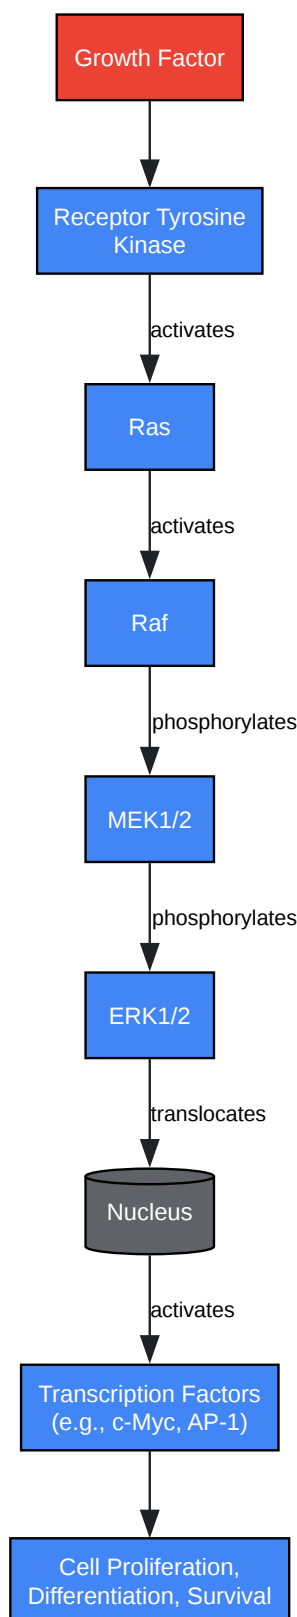 Growth Factor
Receptor Tyrosine
Kinase
activates
Ras
activates
Raf
phosphorylates
MEK1/2
phosphorylates
ERK1/2
translocates
Nucleus
activates
Transcription Factors
(e.g., c-Myc, AP-1)
Cell Proliferation,
Differentiation, Survival